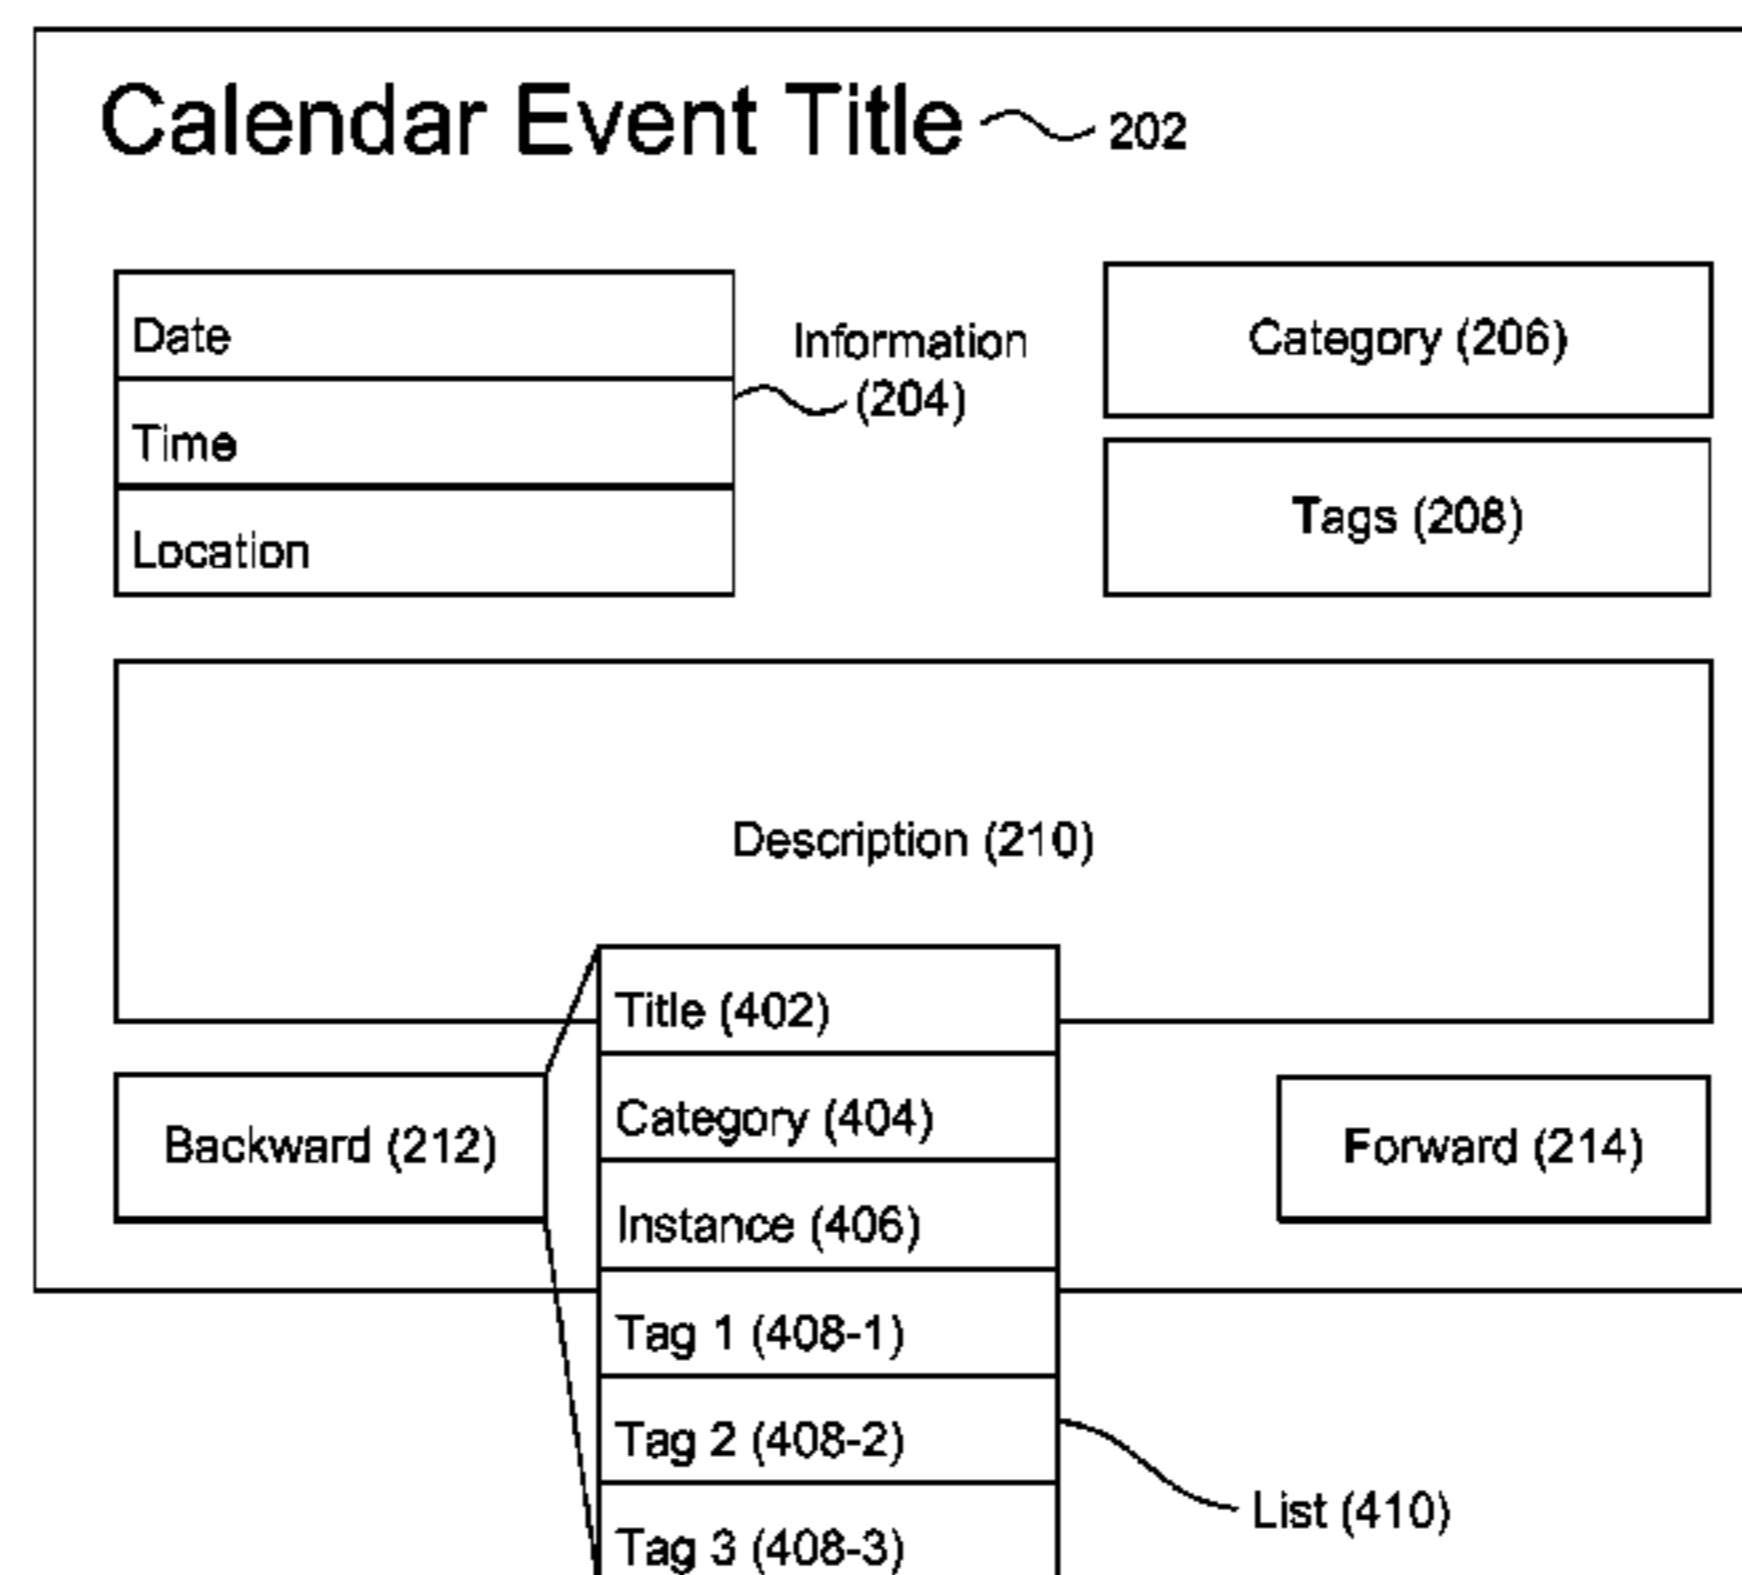 Calendar Event Title 202
Date
Time
Location
Information
(204)
Category (206)
Tags (208)
Description (210)
Backward (212)
Title (402)
Category (404)
Instance (406)
Tag 1 (408-1)
Tag 2 (408-2)
Tag 3 (408-3)
Forward (214)
List (410)